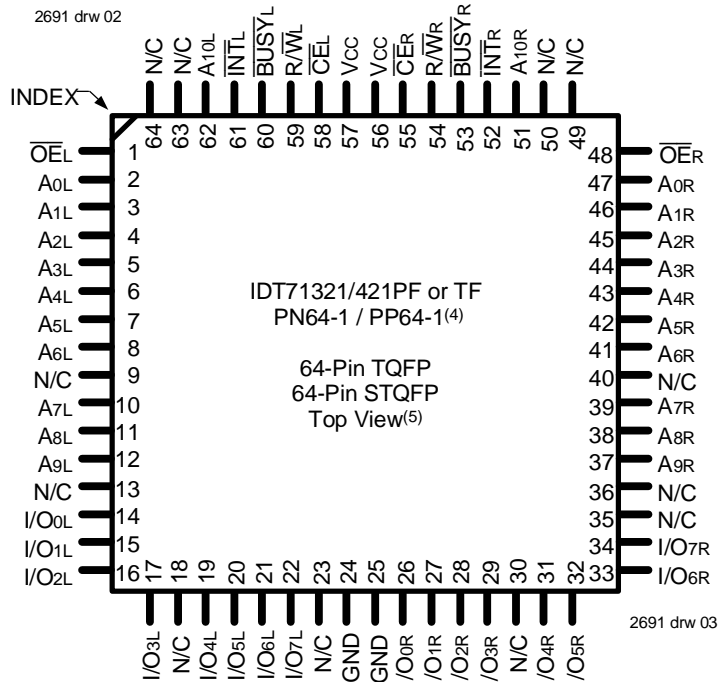 2691 drw 02
N/C
N/C
A10L
INTL
BUSYL
R/WL
CEL
VCC
VCC
CER
R/WR
BUSYR
INTR
A10R
N/C
N/C
INDEX
64
63
62
61
60
59
58
57
56
55
54
53
52
51
50
49
OEL 1
A0L 2
A1L 3
A2L 4
A3L 5
A4L 6
A5L 7
A6L 8
N/C 9
A7L 10
A8L 11
A9L 12
N/C 13
I/O0L 14
I/O1L 15
I/O2L 16
IDT71321/421PF or TF
PN64-1 / PP64-1(4)
64-Pin TQFP
64-Pin STQFP
Top View(5)
48 OER
47 A0R
46 A1R
45 A2R
44 A3R
43 A4R
42 A5R
41 A6R
40 N/C
39 A7R
38 A8R
37 A9R
36 N/C
35 N/C
34 I/O7R
33 I/O6R
17
18
19
20
21
22
23
24
25
26
27
28
29
30
31
32
I/O3L
N/C
I/O4L
I/O5L
I/O6L
I/O7L
N/C
GND
GND
/O0R
/O1R
/O2R
/O3R
N/C
/O4R
/O5R
2691 drw 03